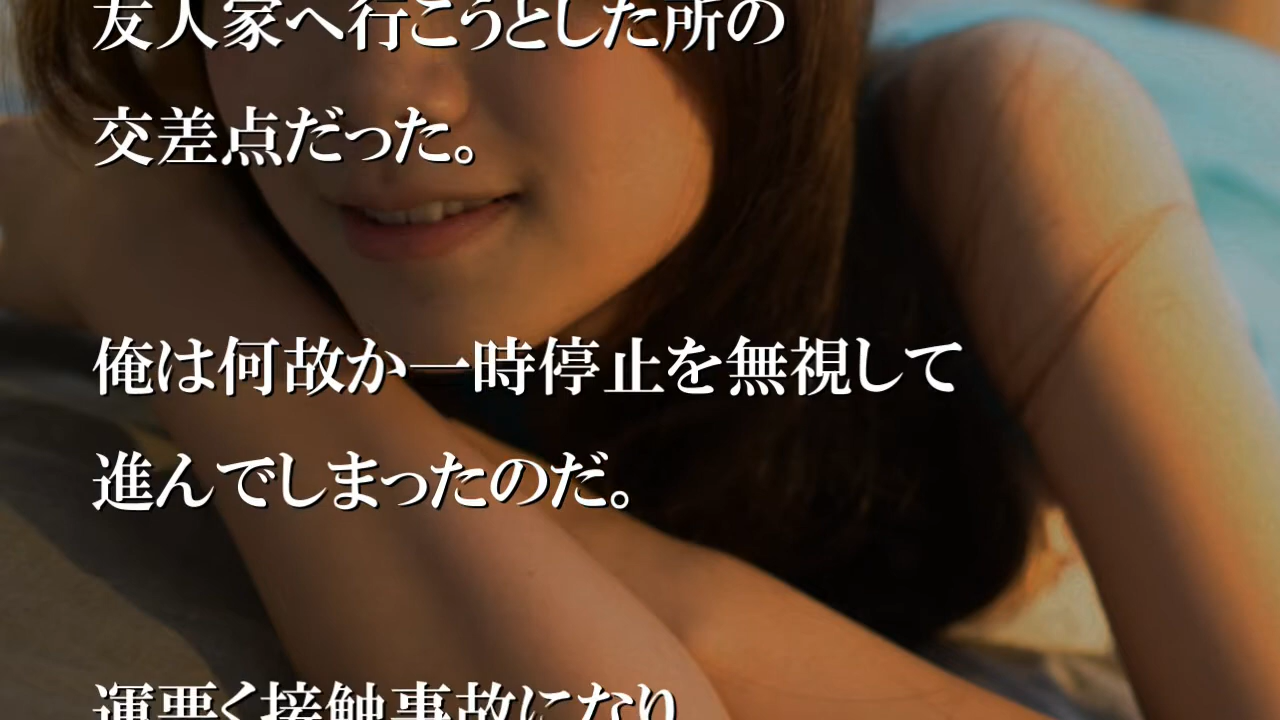 友人家へ行こうとした所の
交差点だった。
俺は何故か一時停止を無視して
進んでしまったのだ。
運悪く接触事故になり